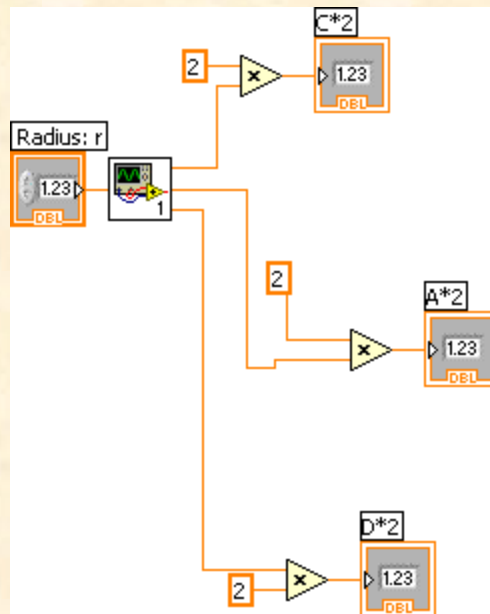 C*2
2
×
1.23
DBL
Radius: r
1.23
DBL
1
2
A*2
×
1.23
DBL
D*2
×
1.23
2
DBL